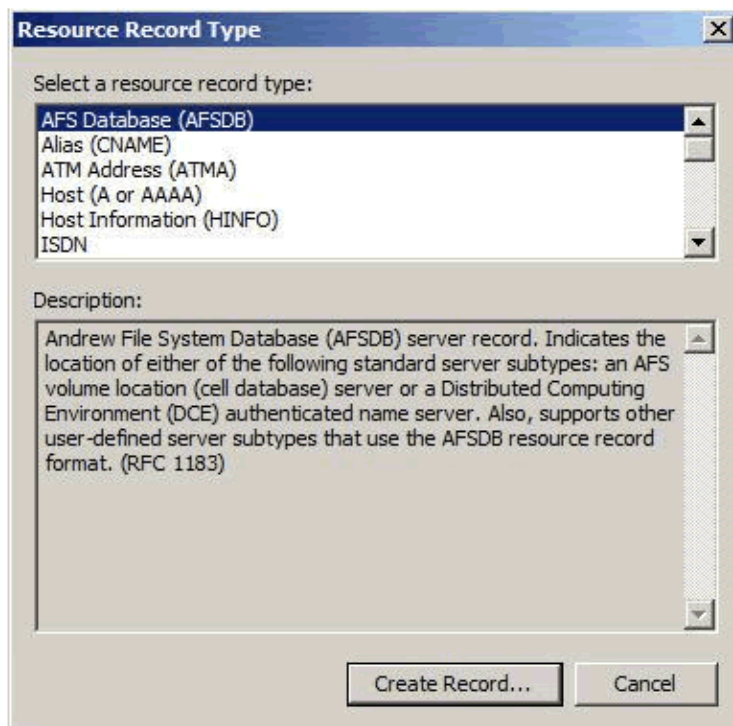 Resource Record Type
Select a resource record type:
AFS Database (AFSDB)
Alias (CNAME)
ATM Address (ATMA)
Host (A or AAAA)
Host Information (HINFO)
ISDN
Description:
Andrew File System Database (AFSDB) server record. Indicates the
location of either of the following standard server subtypes: an AFS
volume location (cell database) server or a Distributed Computing
Environment (DCE) authenticated name server. Also, supports other
user-defined server subtypes that use the AFSDB resource record
format. (RFC 1183)
Create Record...
Cancel